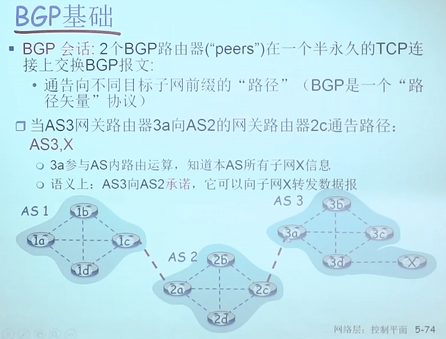 BGP基础
▪ BGP 会话: 2个BGP路由器(“peers”)在一个半永久的TCP连
接上交换BGP报文:
• 通告向不同目标子网前缀的“路径”（BGP是一个“路
径矢量”协议）
❒ 当AS3网关路由器3a向AS2的网关路由器2c通告路径：
AS3,X
○ 3a参与AS内路由运算，知道本AS所有子网X信息
○ 语义上：AS3向AS2承诺，它可以向子网X转发数据报
AS 3
AS 1
1b
3b
1a
1c
3a
3c
AS 2
2b
1d
3d
X
2a
2c
2d
网络层：控制平面 5-74